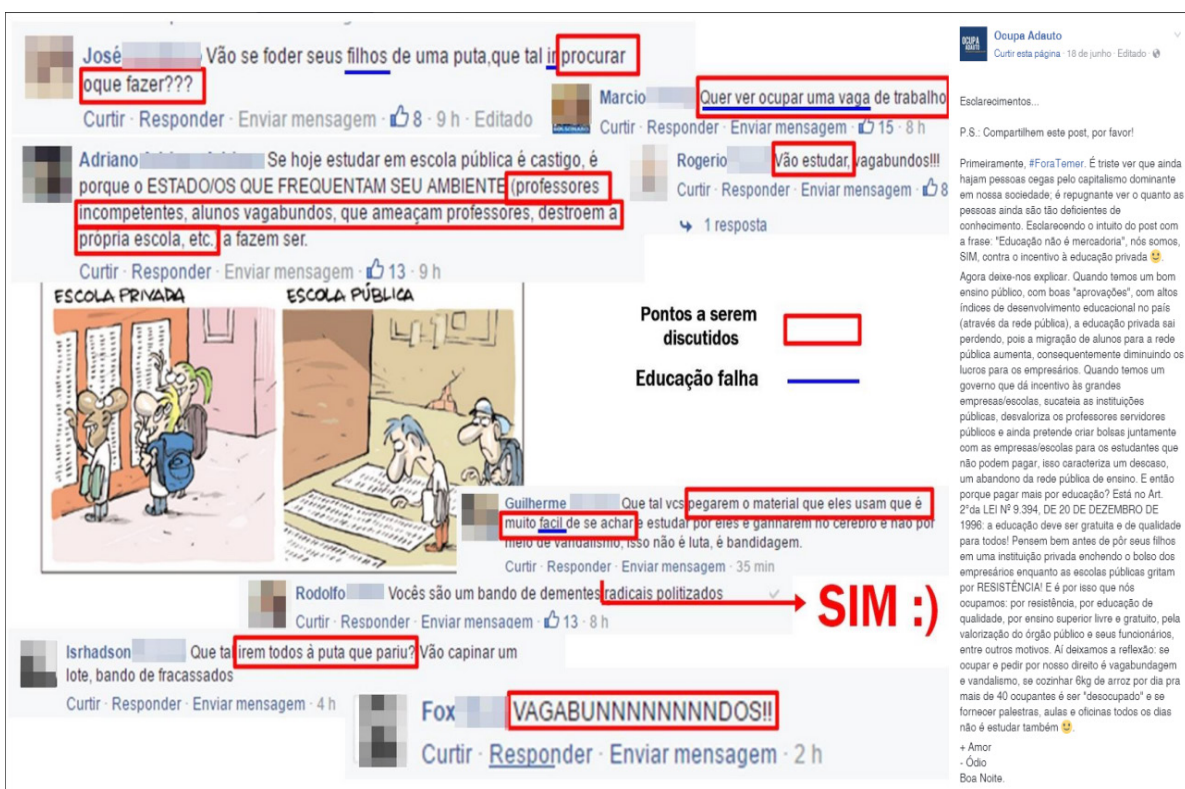 José Vão se foder seus filhos de uma puta,que tal ir procurar
oque fazer???
Curtir · Responder · Enviar mensagem · 8 · 9 h · Editado
Marcio Quer ver ocupar uma vaga de trabalho
Curtir · Responder · Enviar mensagem · 15 · 8 h
Adriano Se hoje estudar em escola pública é castigo, é
porque o ESTADO/OS QUE FREQUENTAM SEU AMBIENTE (professores
incompetentes, alunos vagabundos, que ameaçam professores, destroem a
própria escola, etc.) a fazem ser.
Curtir · Responder · Enviar mensagem · 13 · 9 h
Rogerio Vão estudar, vagabundos!!!
Curtir · Responder · Enviar mensagem · 8
1 resposta
ESCOLA PRIVADA
ESCOLA PÚBLICA
Pontos a serem
discutidos
Educação falha
Guilherme Que tal vcs pegarem o material que eles usam que é
muito facil de se achar e estudar por eles e ganharem no cérebro e não por
meio de vandalismo, isso não é luta, é bandidagem.
Curtir · Responder · Enviar mensagem · 35 min
Rodolfo Vocês são um bando de dementes radicais politizados
Curtir · Responder · Enviar mensagem · 13 · 8 h
SIM :)
Isrhadson Que tal irem todos à puta que pariu? Vão capinar um
lote, bando de fracassados
Curtir · Responder · Enviar mensagem · 4 h
Fox VAGABUNNNNNNNNDOS!!
Curtir · Responder · Enviar mensagem · 2 h
OCUPA
ADAUTO
Ocupa Adauto
Curtir esta página · 18 de junho · Editado ·
Esclarecimentos...
P.S.: Compartilhem este post, por favor!
Primeiramente, #ForaTemer. É triste ver que ainda
hajam pessoas cegas pelo capitalismo dominante
em nossa sociedade; é repugnante ver o quanto as
pessoas ainda são tão deficientes de
conhecimento. Esclarecendo o intuito do post com
a frase: "Educação não é mercadoria", nós somos,
SIM, contra o incentivo à educação privada 🙂.
Agora deixe-nos explicar. Quando temos um bom
ensino público, com boas "aprovações", com altos
índices de desenvolvimento educacional no país
(através da rede pública), a educação privada sai
perdendo, pois a migração de alunos para a rede
pública aumenta, consequentemente diminuindo os
lucros para os empresários. Quando temos um
governo que dá incentivo às grandes
empresas/escolas, sucateia as instituições
públicas, desvaloriza os professores servidores
públicos e ainda pretende criar bolsas juntamente
com as empresas/escolas para os estudantes que
não podem pagar, isso caracteriza um descaso,
um abandono da rede pública de ensino. E então
porque pagar mais por educação? Está no Art.
2°da LEI Nº 9.394, DE 20 DE DEZEMBRO DE
1996: a educação deve ser gratuita e de qualidade
para todos! Pensem bem antes de pôr seus filhos
em uma instituição privada enchendo o bolso dos
empresários enquanto as escolas públicas gritam
por RESISTÊNCIA! E é por isso que nós
ocupamos: por resistência, por educação de
qualidade, por ensino superior livre e gratuito, pela
valorização do órgão público e seus funcionários,
entre outros motivos. Aí deixamos a reflexão: se
ocupar e pedir por nosso direito é vagabundagem
e vandalismo, se cozinhar 6kg de arroz por dia pra
mais de 40 ocupantes é ser "desocupado" e se
fornecer palestras, aulas e oficinas todos os dias
não é estudar também 🙂.
+ Amor
- Ódio
Boa Noite.